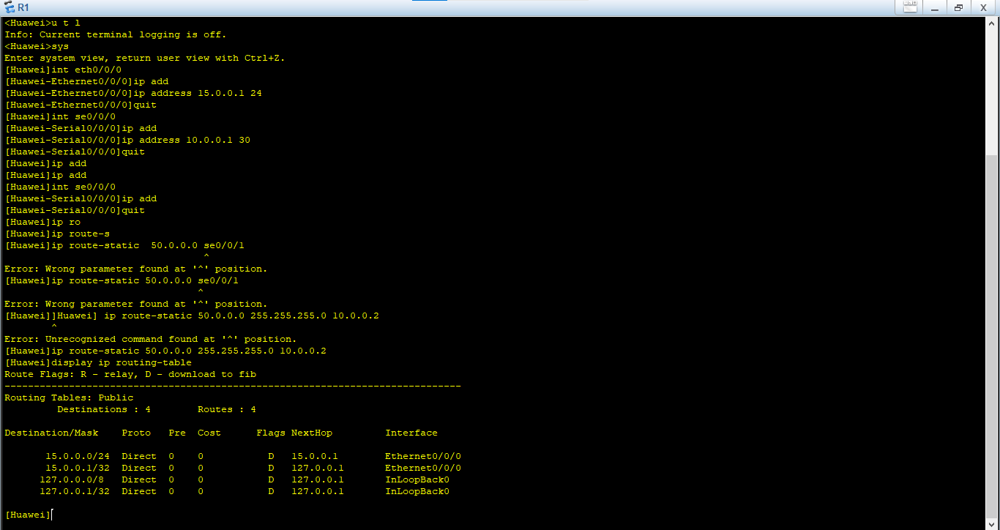 R1
<Huawei>u t l
Info: Current terminal logging is off.
<Huawei>sys
Enter system view, return user view with Ctrl+Z.
[Huawei]int eth0/0/0
[Huawei-Ethernet0/0/0]ip add
[Huawei-Ethernet0/0/0]ip address 15.0.0.1 24
[Huawei-Ethernet0/0/0]quit
[Huawei]int se0/0/0
[Huawei-Serial0/0/0]ip add
[Huawei-Serial0/0/0]ip address 10.0.0.1 30
[Huawei-Serial0/0/0]quit
[Huawei]ip add
[Huawei]ip add
[Huawei]int se0/0/0
[Huawei-Serial0/0/0]ip add
[Huawei-Serial0/0/0]quit
[Huawei]ip ro
[Huawei]ip route-s
[Huawei]ip route-static  50.0.0.0 se0/0/1
^
Error: Wrong parameter found at '^' position.
[Huawei]ip route-static 50.0.0.0 se0/0/1
^
Error: Wrong parameter found at '^' position.
[Huawei]]Huawei] ip route-static 50.0.0.0 255.255.255.0 10.0.0.2
^
Error: Unrecognized command found at '^' position.
[Huawei]ip route-static 50.0.0.0 255.255.255.0 10.0.0.2
[Huawei]display ip routing-table
Route Flags: R - relay, D - download to fib
------------------------------------------------------------------------------
Routing Tables: Public
Destinations : 4        Routes : 4
Destination/Mask    Proto   Pre  Cost      Flags NextHop         Interface
15.0.0.0/24  Direct  0    0           D   15.0.0.1        Ethernet0/0/0
15.0.0.1/32  Direct  0    0           D   127.0.0.1       Ethernet0/0/0
127.0.0.0/8   Direct  0    0           D   127.0.0.1       InLoopBack0
127.0.0.1/32  Direct  0    0           D   127.0.0.1       InLoopBack0
[Huawei]